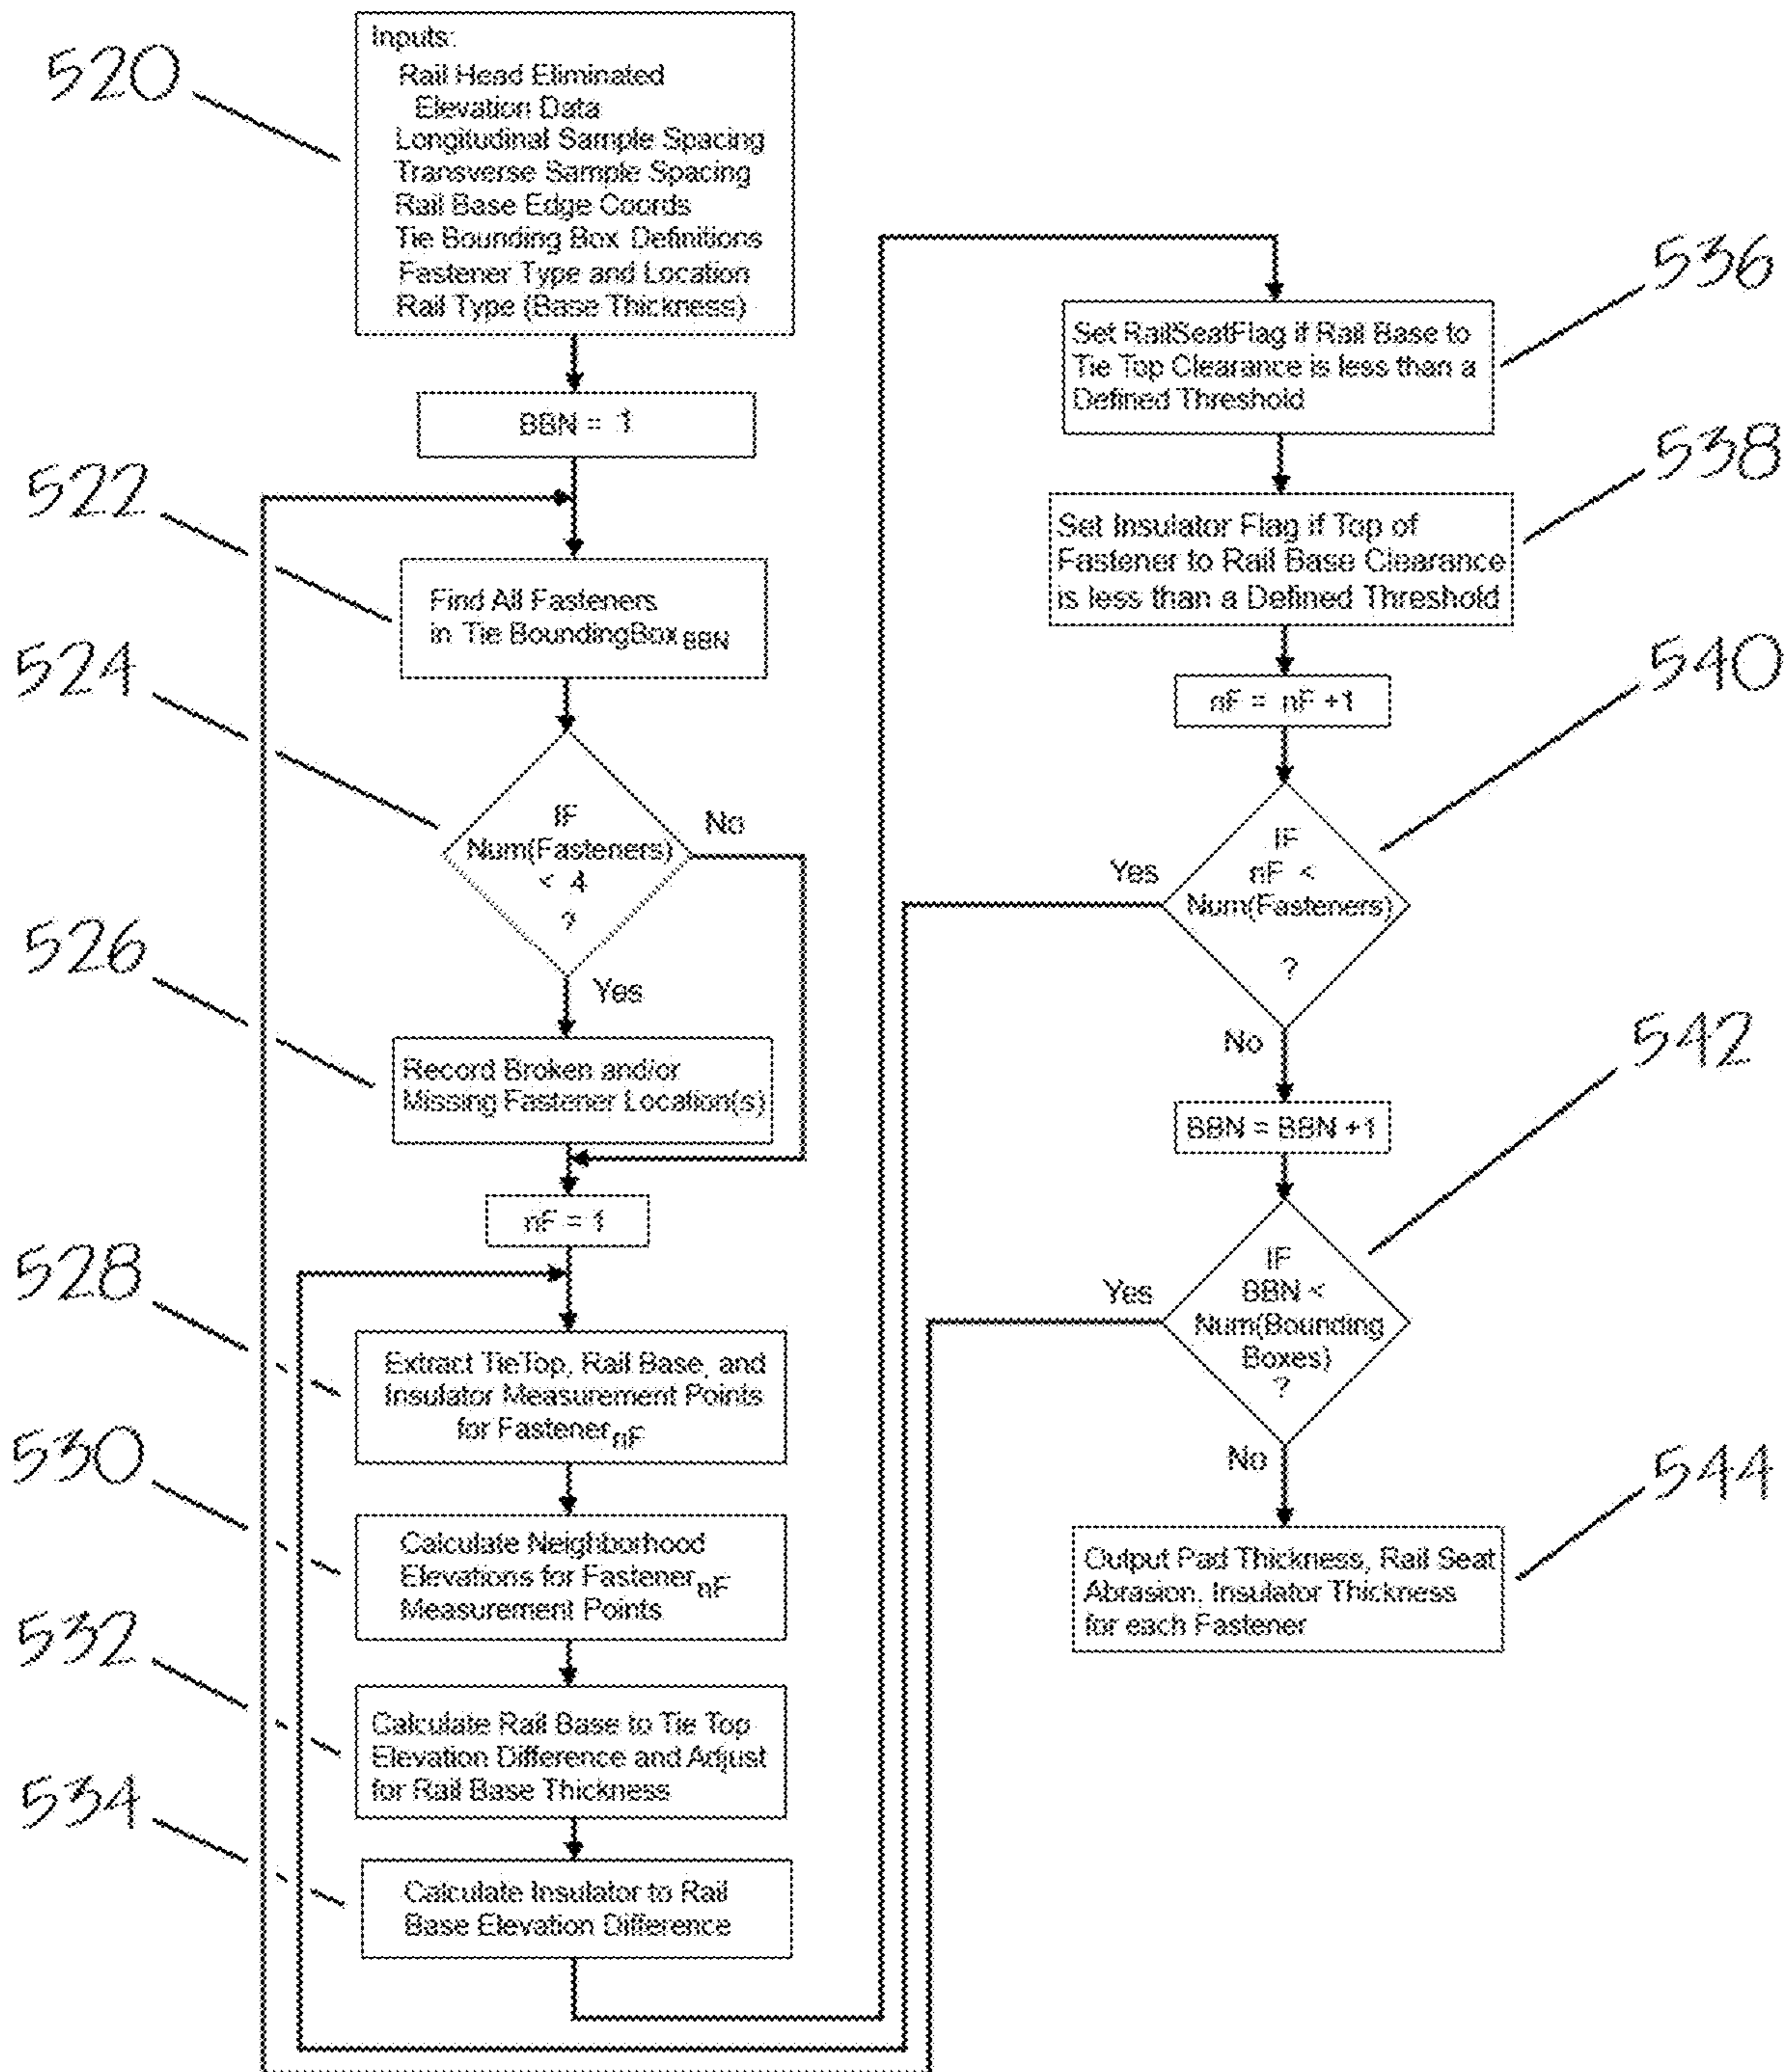 520
Inputs:
Rail Head Eliminated
Elevation Data
Longitudinal Sample Spacing
Transverse Sample Spacing
Rail Base Edge Coords
Tie Bounding Box Definitions
Fastener Type and Location
Rail Type (Base Thickness)
BBN = 1
522
Find All Fasteners
in Tie BoundingBox BBN
524
IF
Num(Fasteners)
< 4
?
No
Yes
526
Record Broken and/or
Missing Fastener Location(s)
nF = 1
528
Extract TieTop, Rail Base, and
Insulator Measurement Points
for Fastener nF
530
Calculate Neighborhood
Elevations for Fastener nF
Measurement Points
532
Calculate Rail Base to Tie Top
Elevation Difference and Adjust
for Rail Base Thickness
534
Calculate Insulator to Rail
Base Elevation Difference
536
Set RailSeatFlag if Rail Base to
Tie Top Clearance is less than a
Defined Threshold
538
Set Insulator Flag if Top of
Fastener to Rail Base Clearance
is less than a Defined Threshold
nF = nF +1
540
IF
nF <
Num(Fasteners)
?
Yes
No
BBN = BBN +1
542
IF
BBN <
Num(Bounding
Boxes)
?
Yes
No
544
Output Pad Thickness, Rail Seat
Abrasion, Insulator Thickness
for each Fastener